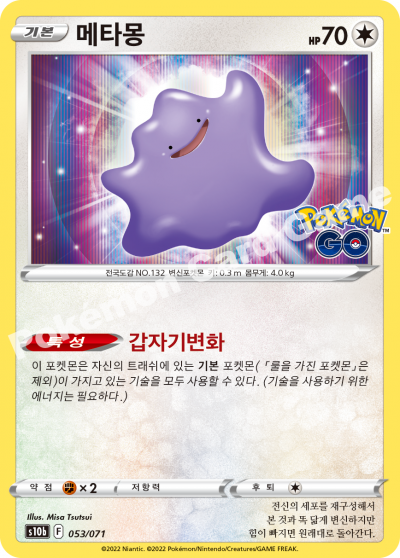 기본 메타몽 HP 70
Pokémon GO
전국도감 NO.132 변신포켓몬 키: 0.3 m 몸무게: 4.0 kg
특성 갑자기변화
이 포켓몬은 자신의 트래쉬에 있는 기본 포켓몬(「룰을 가진 포켓몬」은
제외)이 가지고 있는 기술을 모두 사용할 수 있다. (기술을 사용하기 위한
에너지는 필요하다.)
약점 ×2 저항력 후퇴
Illus. Misa Tsutsui
s10b F 053/071
전신의 세포를 재구성해서
본 것과 똑 닮게 변신하지만
힘이 빠지면 원래대로 돌아간다.
©2022 Niantic. ©2022 Pokémon/Nintendo/Creatures/GAME FREAK.